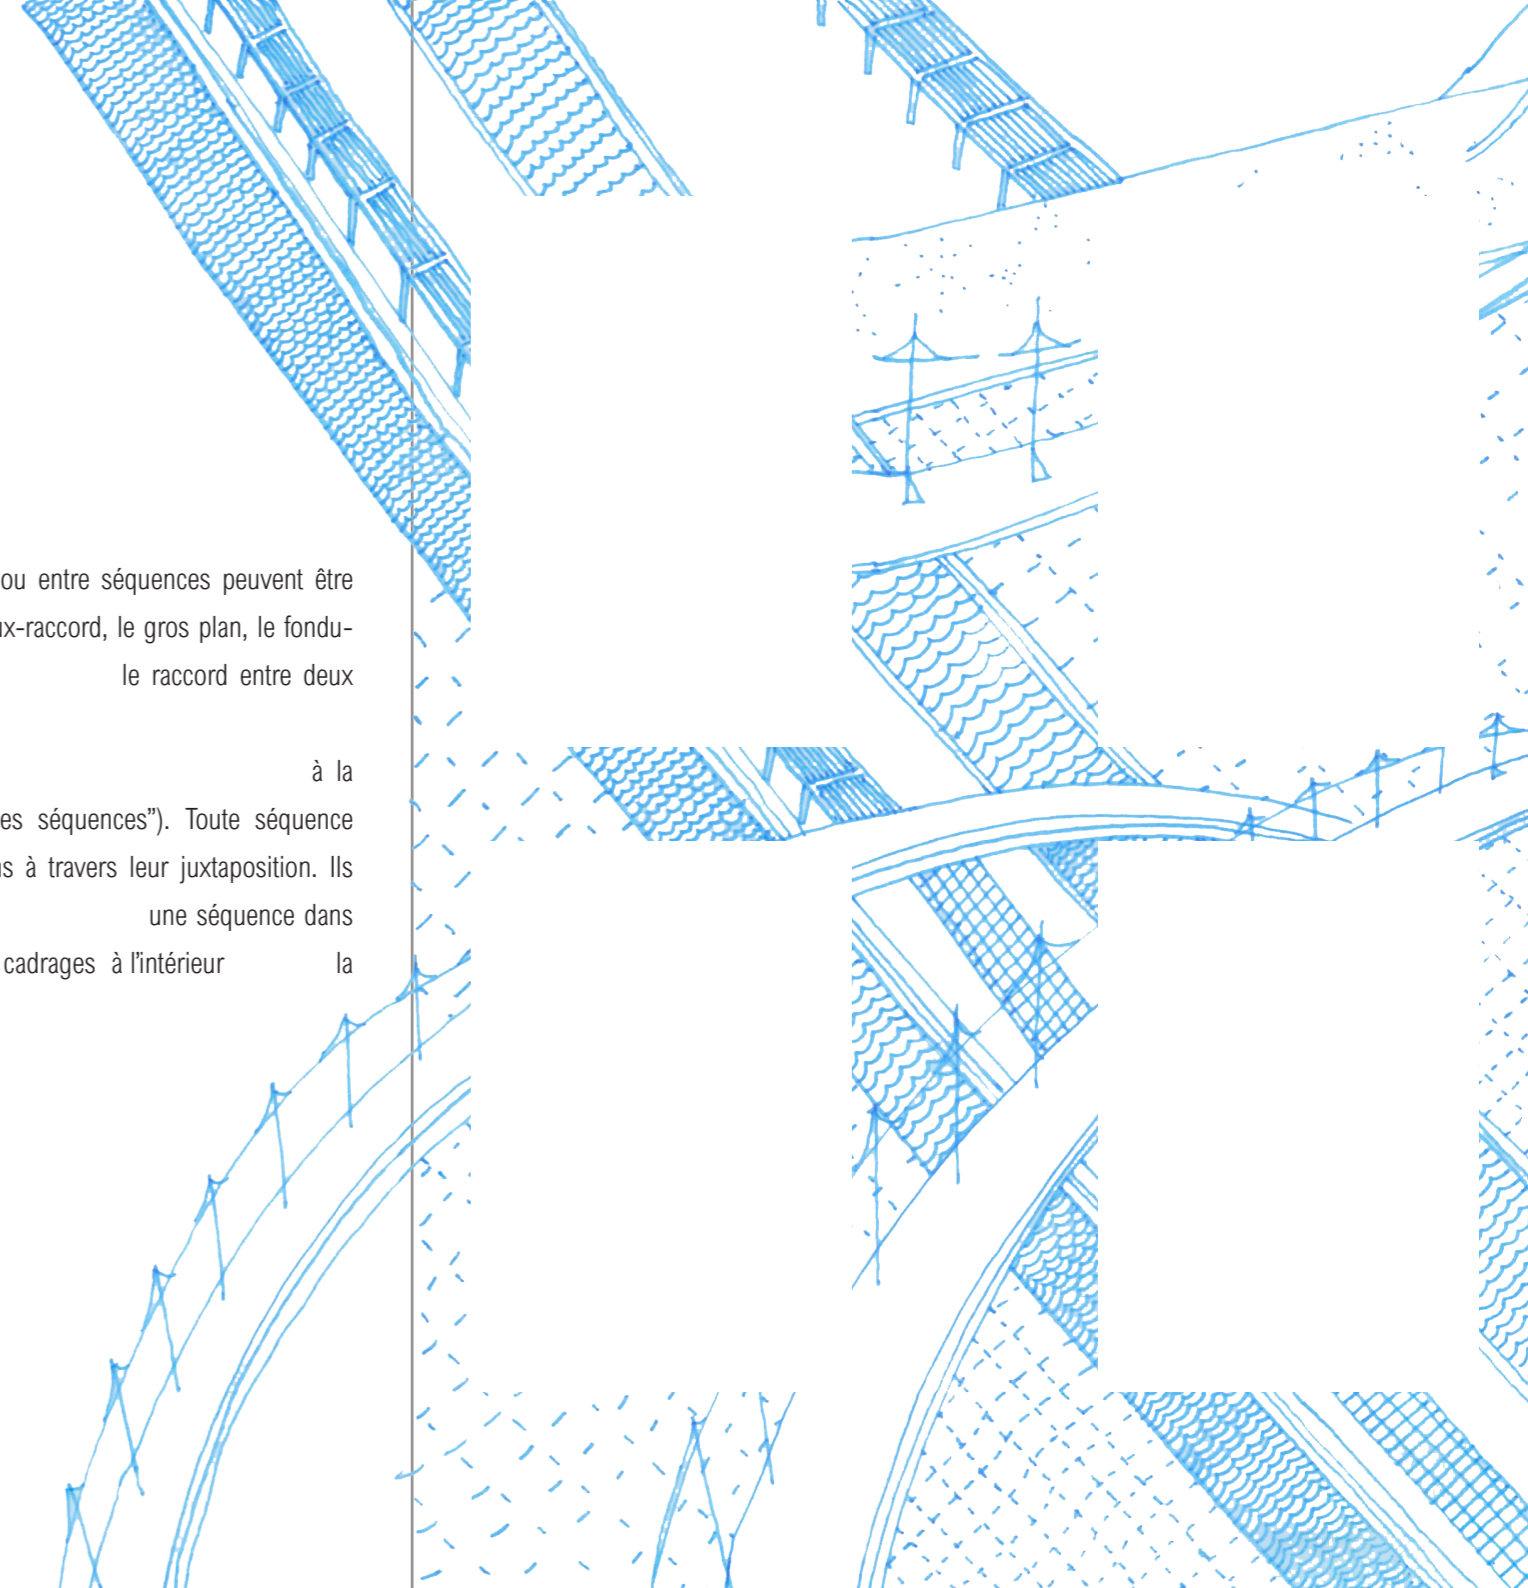 ou entre séquences peuvent être
x-raccord, le gros plan, le fondu-
le raccord entre deux
à la
es séquences”). Toute séquence
s à travers leur juxtaposition. Ils
une séquence dans
cadrages à l’intérieur la